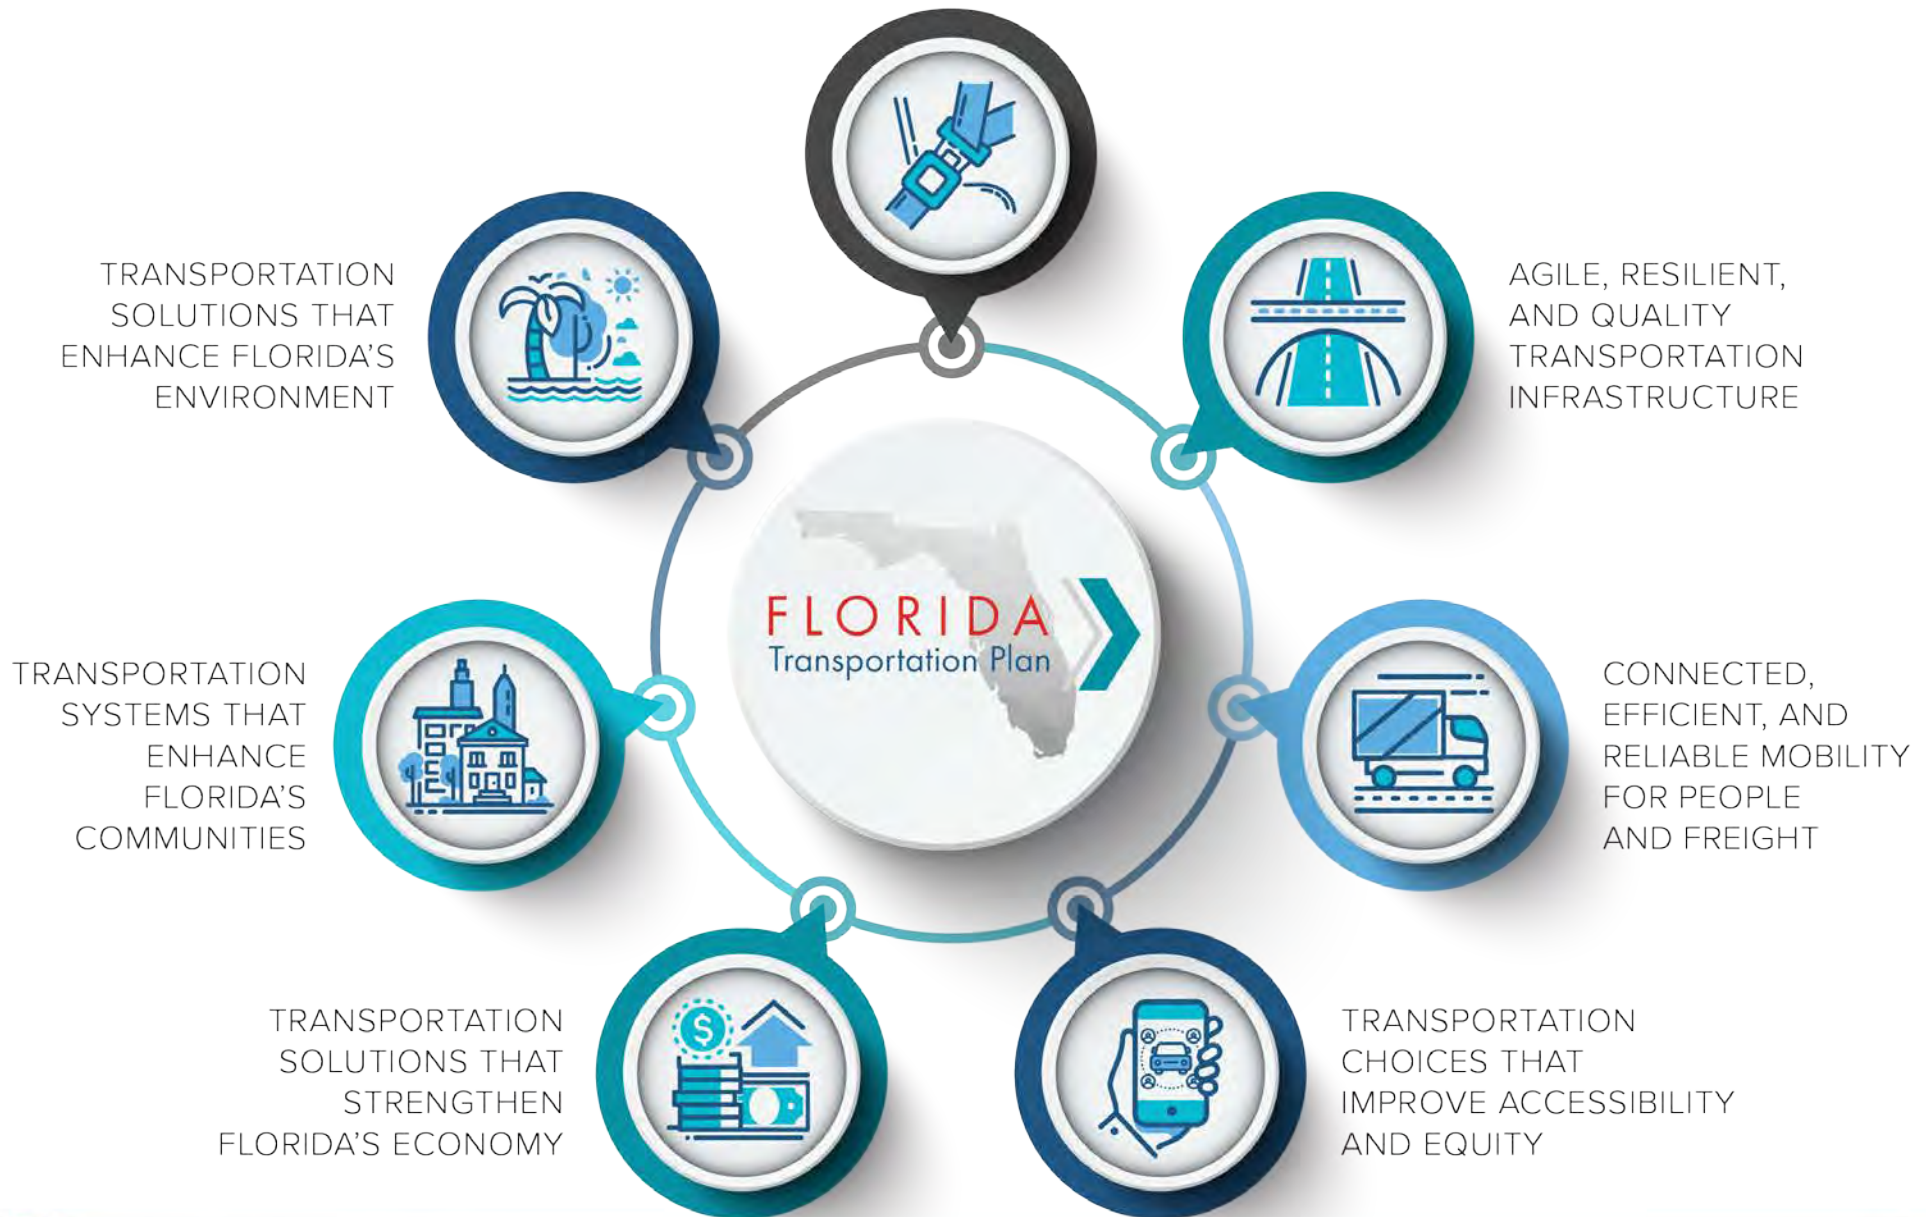 TRANSPORTATION
SOLUTIONS THAT
ENHANCE FLORIDA'S
ENVIRONMENT
AGILE, RESILIENT,
AND QUALITY
TRANSPORTATION
INFRASTRUCTURE
FLORIDA
Transportation Plan
TRANSPORTATION
SYSTEMS THAT
ENHANCE
FLORIDA'S
COMMUNITIES
CONNECTED,
EFFICIENT, AND
RELIABLE MOBILITY
FOR PEOPLE
AND FREIGHT
TRANSPORTATION
SOLUTIONS THAT
STRENGTHEN
FLORIDA'S ECONOMY
$
TRANSPORTATION
CHOICES THAT
IMPROVE ACCESSIBILITY
AND EQUITY